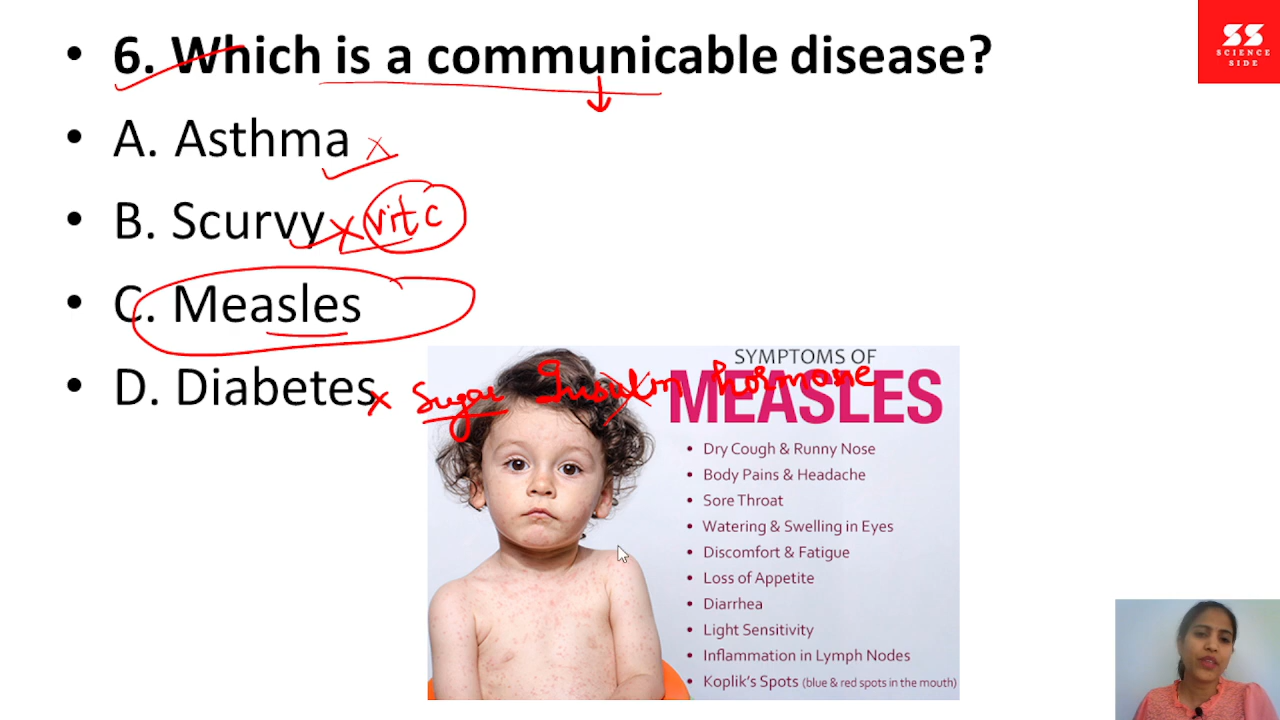 • 6. Which is a communicable disease?
SS
SCIENCE
SIDE
• A. Asthma x
• B. Scurvy x vit c
• C. Measles
• D. Diabetes x Sugar Insulin hormone
SYMPTOMS OF
MEASLES
• Dry Cough & Runny Nose
• Body Pains & Headache
• Sore Throat
• Watering & Swelling in Eyes
• Discomfort & Fatigue
• Loss of Appetite
• Diarrhea
• Light Sensitivity
• Inflammation in Lymph Nodes
• Koplik's Spots (blue & red spots in the mouth)